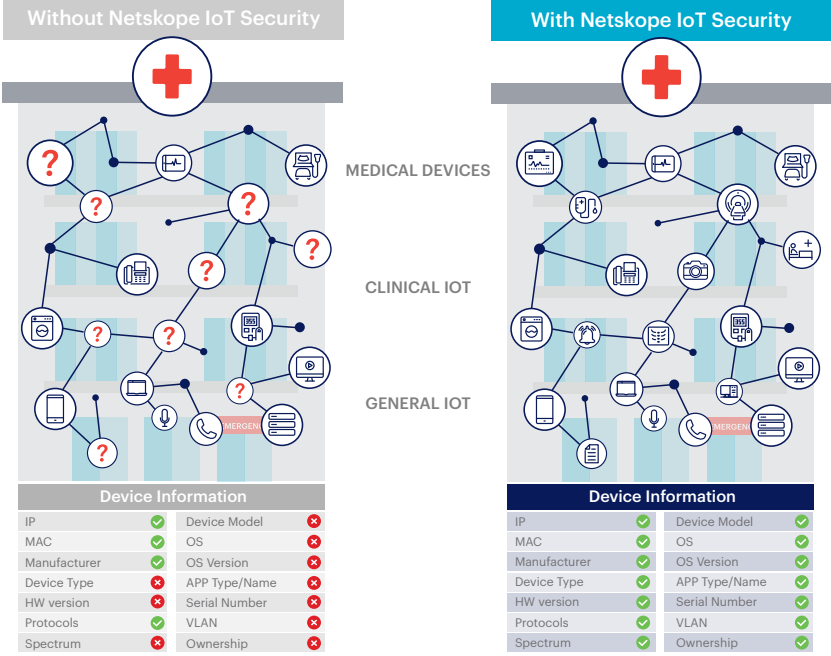 Without Netskope IoT Security
With Netskope IoT Security
MEDICAL DEVICES
CLINICAL IOT
GENERAL IOT
?
?
?
?
?
?
?
?
?
355
MERGEN
355
MERGEN
Device Information
IP
Device Model
MAC
OS
Manufacturer
OS Version
Device Type
APP Type/Name
HW version
Serial Number
Protocols
VLAN
Spectrum
Ownership
Device Information
IP
Device Model
MAC
OS
Manufacturer
OS Version
Device Type
APP Type/Name
HW version
Serial Number
Protocols
VLAN
Spectrum
Ownership